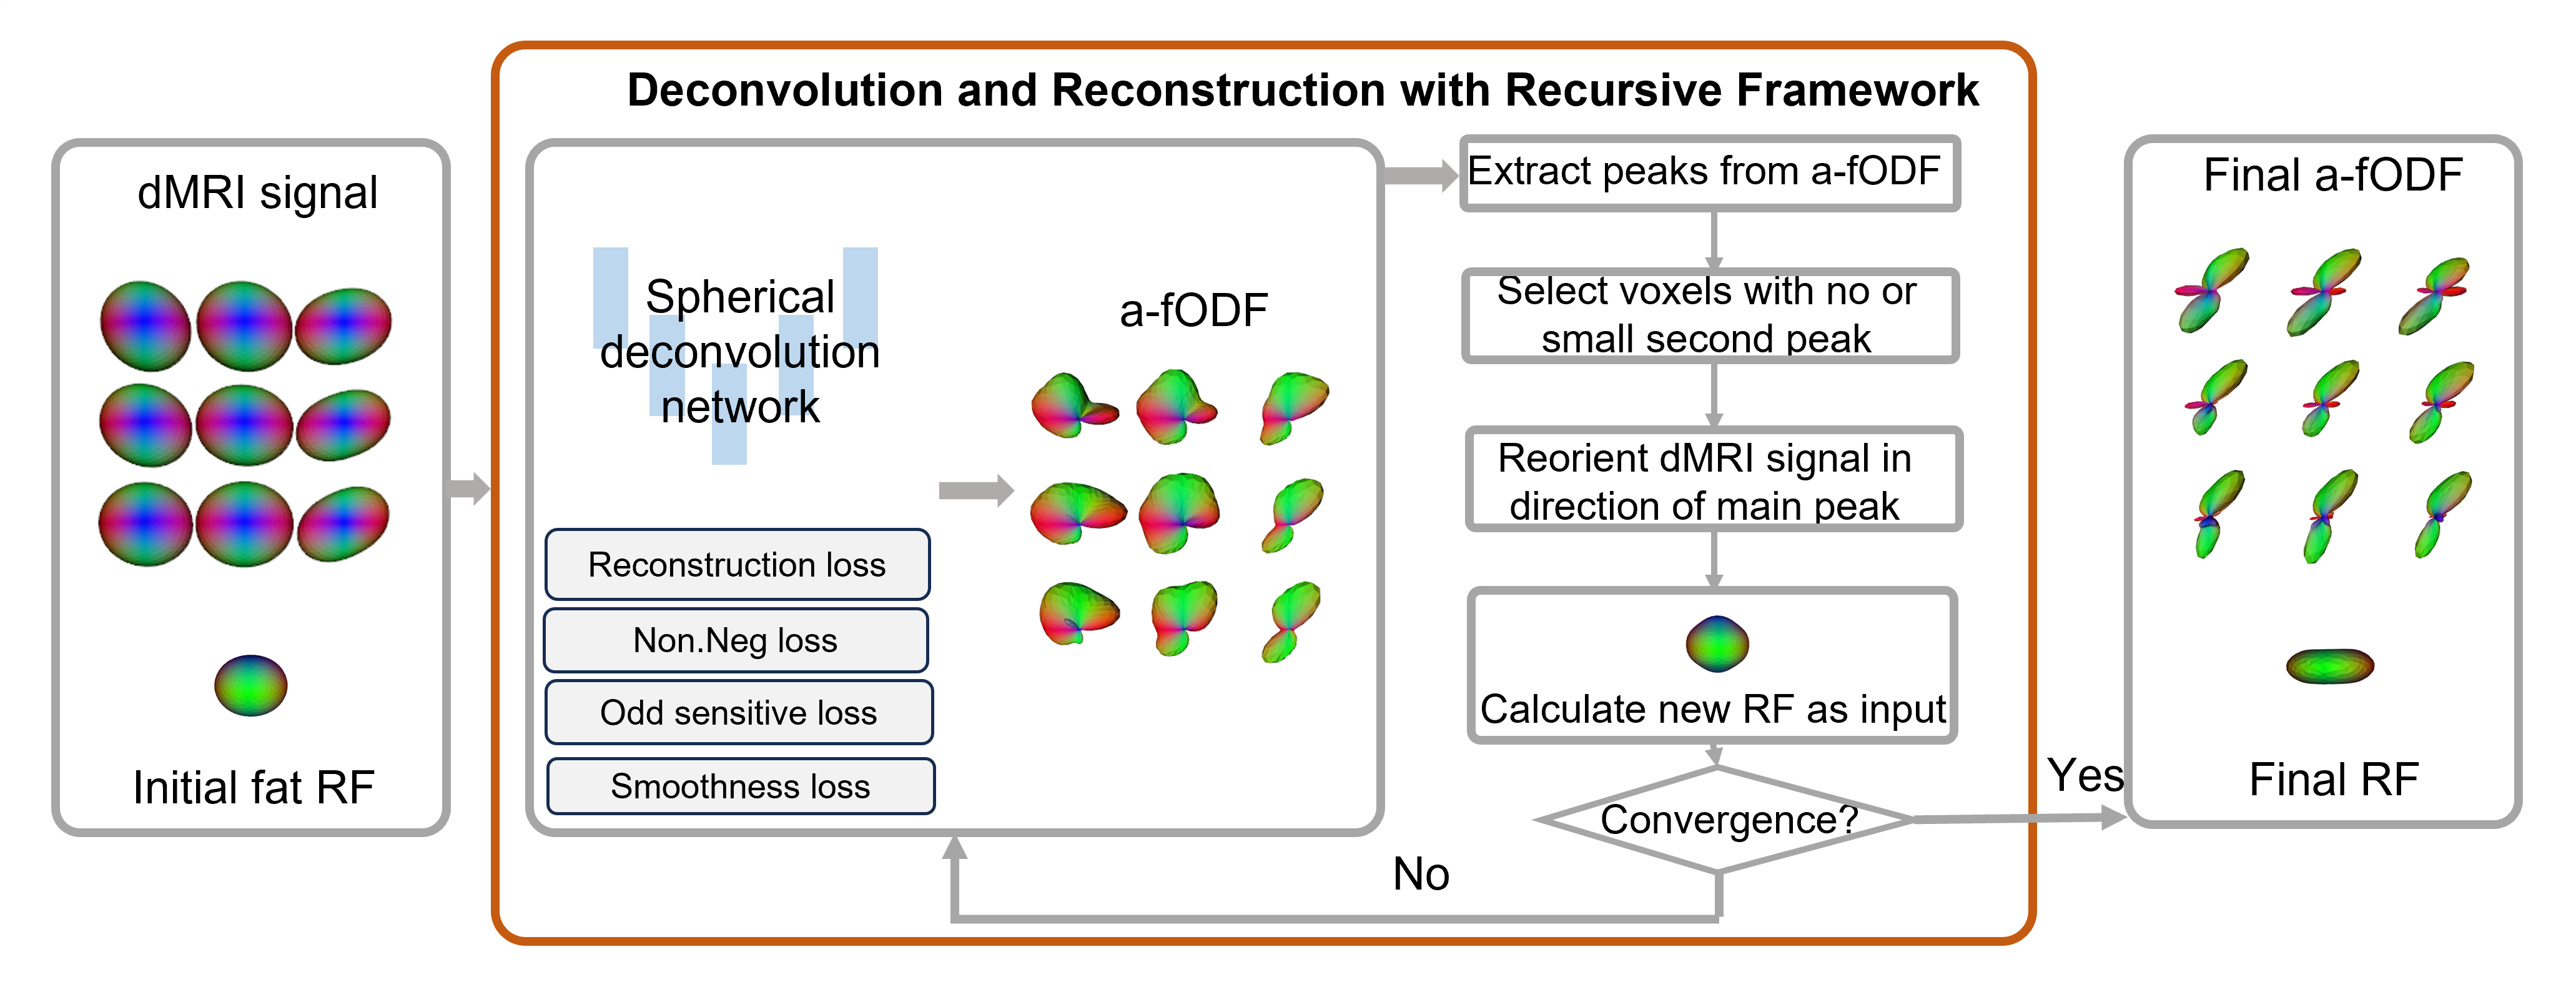 Deconvolution and Reconstruction with Recursive Framework
dMRI signal
Initial fat RF
Spherical
deconvolution
network
Reconstruction loss
Non.Neg loss
Odd sensitive loss
Smoothness loss
a-fODF
Extract peaks from a-fODF
Select voxels with no or
small second peak
Reorient dMRI signal in
direction of main peak
Calculate new RF as input
Convergence?
No
Yes
Final a-fODF
Final RF